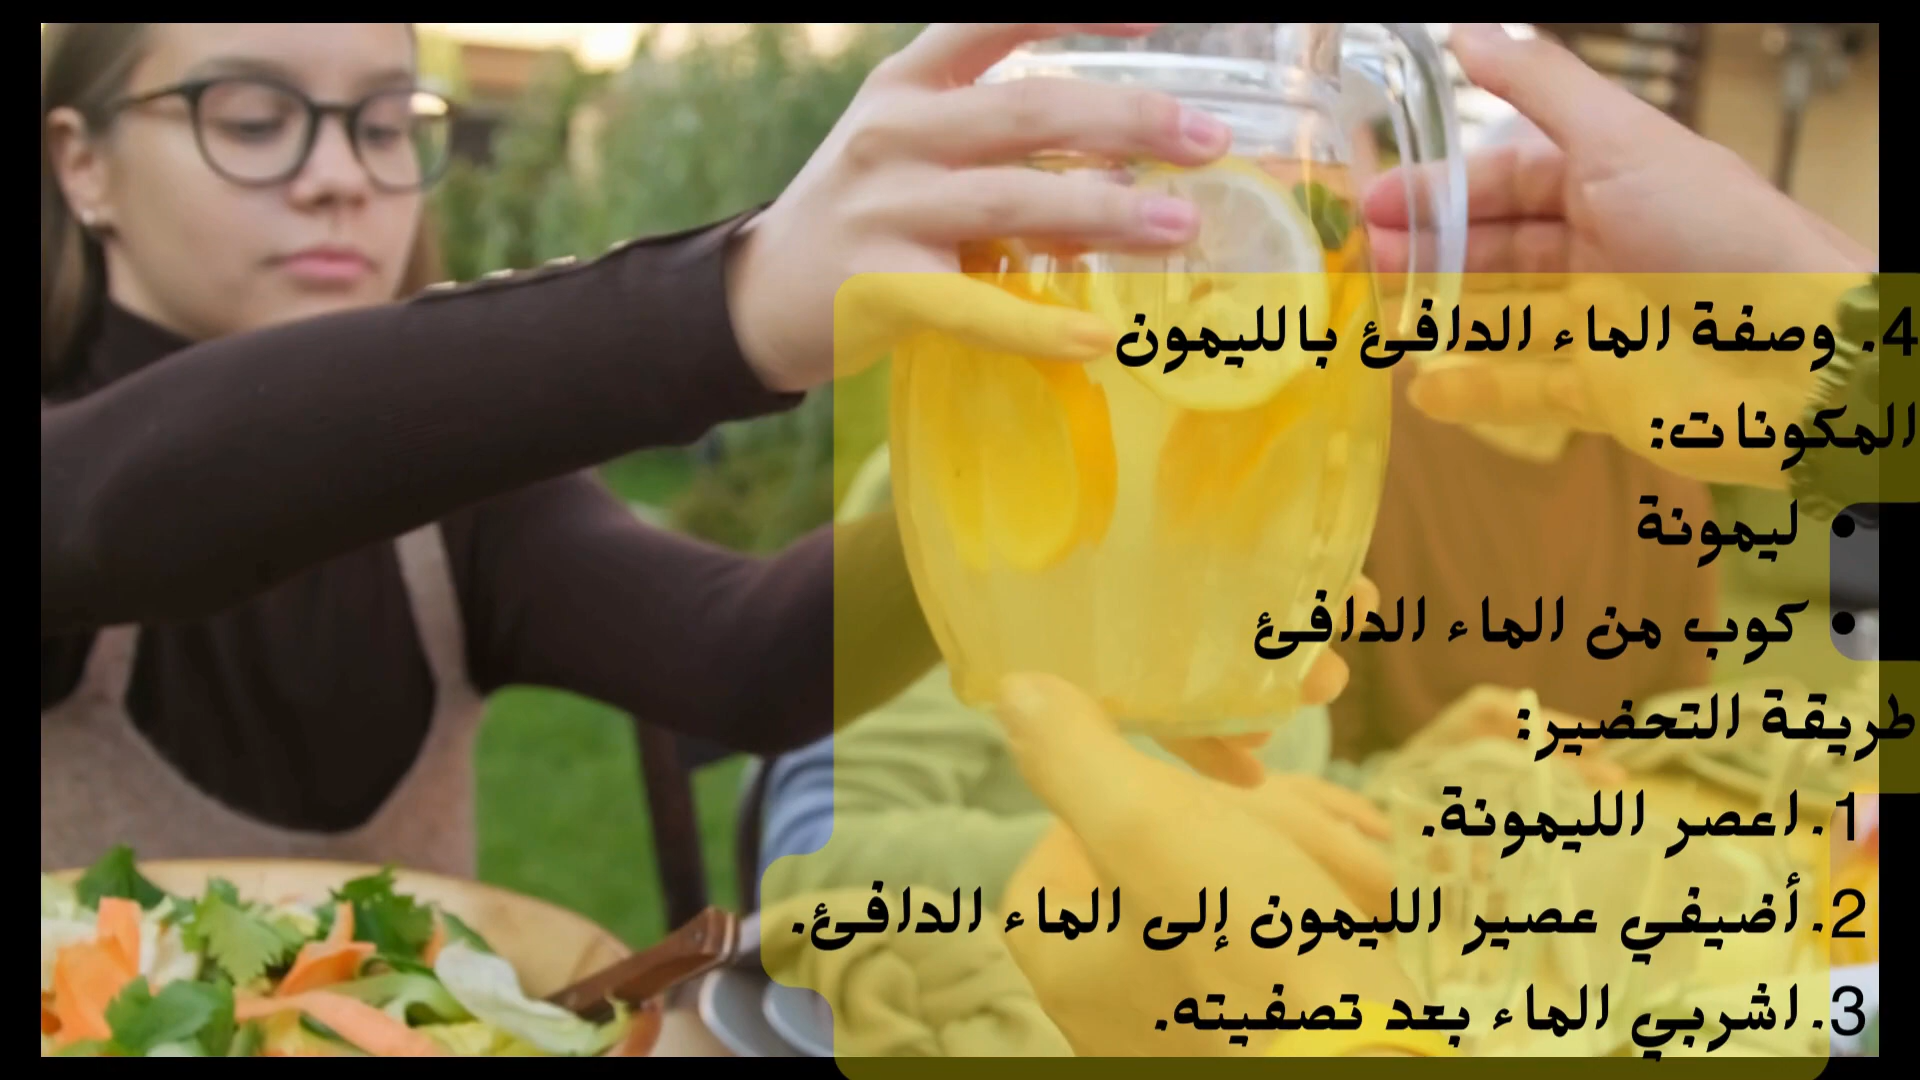 4. وصفة الماء الدافئ بالليمون
المكونات:
• ليمونة
• كوب من الماء الدافئ
طريقة التحضير:
1. اعصر الليمونة.
2. أضيفي عصير الليمون إلى الماء الدافئ.
3. اشربي الماء بعد تصفيته.